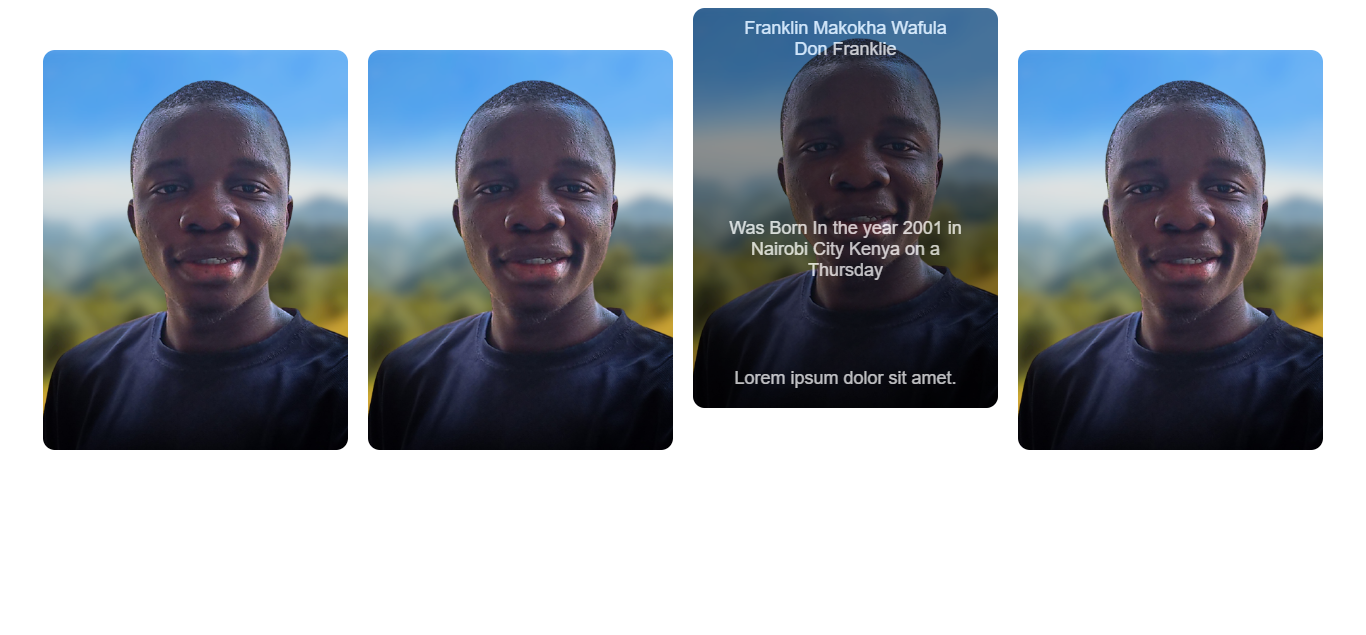 Franklin Makokha Wafula
Don Franklie
Was Born In the year 2001 in
Nairobi City Kenya on a
Thursday
Lorem ipsum dolor sit amet.